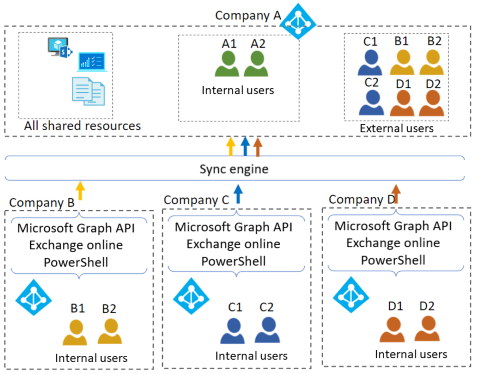 Company A
A1 A2
C1 B1 B2
C2 D1 D2
Internal users
All shared resources
External users
Sync engine
Company B
Company C
Company D
Microsoft Graph API
Exchange online
PowerShell
Microsoft Graph API
Exchange online
PowerShell
Microsoft Graph API
Exchange online
PowerShell
B1 B2
C1 C2
D1 D2
Internal users
Internal users
Internal users